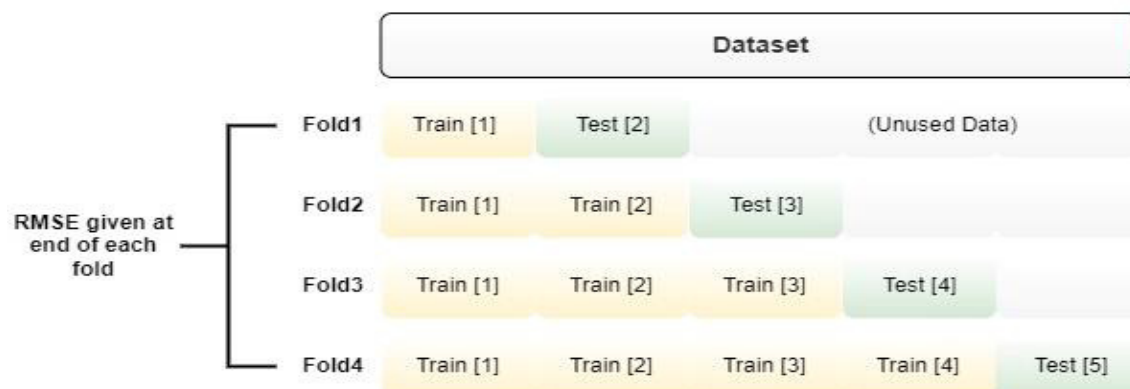 Dataset
Fold1 Train [1] Test [2] (Unused Data)
Fold2 Train [1] Train [2] Test [3]
RMSE given at
end of each
fold
Fold3 Train [1] Train [2] Train [3] Test [4]
Fold4 Train [1] Train [2] Train [3] Train [4] Test [5]